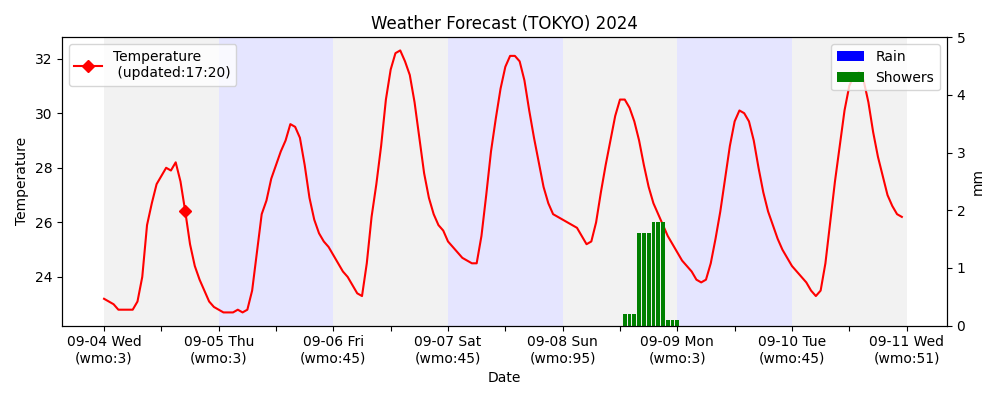 Weather Forecast (TOKYO) 2024
Temperature
(updated:17:20)
Rain
Showers
Temperature
32
30
28
26
24
5
4
3
2
1
0
mm
09-04 Wed
(wmo:3)
09-05 Thu
(wmo:3)
09-06 Fri
(wmo:45)
09-07 Sat
(wmo:45)
09-08 Sun
(wmo:95)
09-09 Mon
(wmo:3)
09-10 Tue
(wmo:45)
09-11 Wed
(wmo:51)
Date